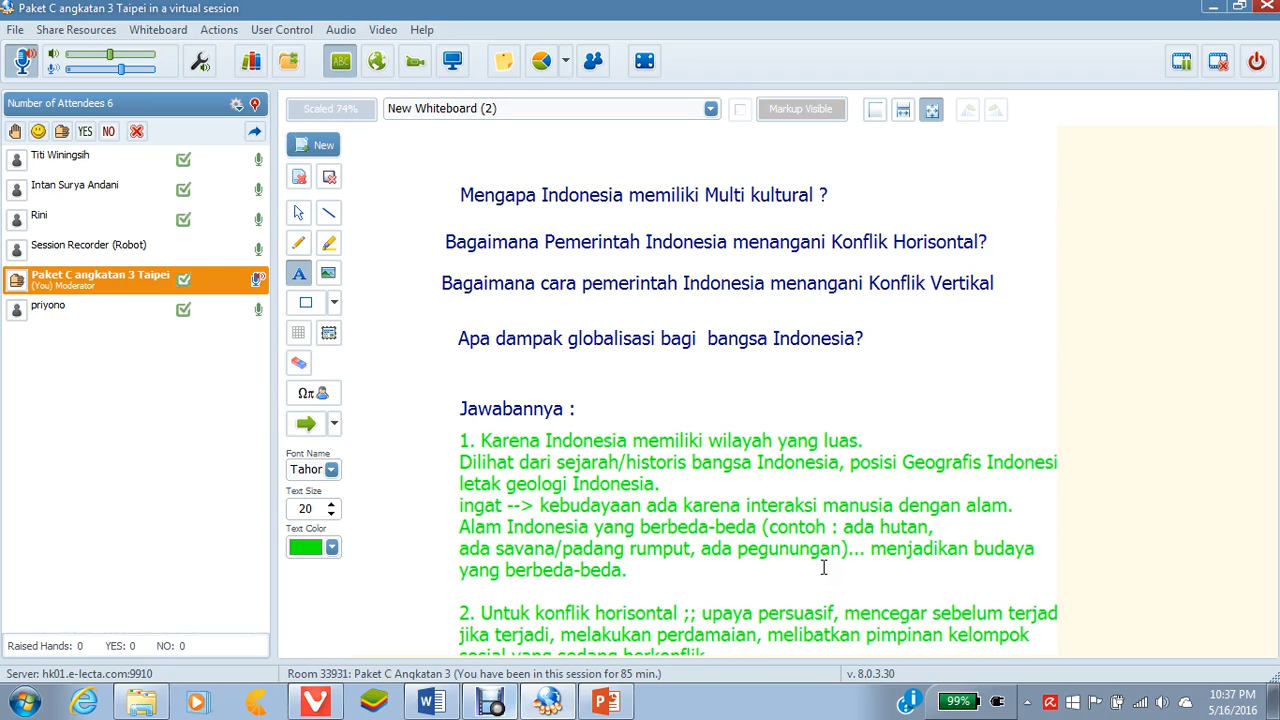 Paket C angkatan 3 Taipei in a virtual session
File Share Resources Whiteboard Actions User Control Audio Video Help
ABC
Number of Attendees 6
YES NO
Titi Winingsih
Intan Surya Andani
Rini
Session Recorder (Robot)
Paket C angkatan 3 Taipei
(You) Moderator
priyono
Scaled 74%
New Whiteboard (2)
Markup Visible
New
A
Ωπ
Font Name
Tahor
Text Size
20
Text Color
Mengapa Indonesia memiliki Multi kultural ?
Bagaimana Pemerintah Indonesia menangani Konflik Horisontal?
Bagaimana cara pemerintah Indonesia menangani Konflik Vertikal
Apa dampak globalisasi bagi bangsa Indonesia?
Jawabannya :
1. Karena Indonesia memiliki wilayah yang luas.
Dilihat dari sejarah/historis bangsa Indonesia, posisi Geografis Indonesi
letak geologi Indonesia.
ingat --> kebudayaan ada karena interaksi manusia dengan alam.
Alam Indonesia yang berbeda-beda (contoh : ada hutan,
ada savana/padang rumput, ada pegunungan)... menjadikan budaya
yang berbeda-beda.
2. Untuk konflik horisontal ;; upaya persuasif, mencegar sebelum terjad
jika terjadi, melakukan perdamaian, melibatkan pimpinan kelompok
sosial yang sedang berkonflik
Raised Hands: 0 YES: 0 NO: 0
Server: hk01.e-lecta.com:9910
Room 33931: Paket C Angkatan 3 (You have been in this session for 85 min.)
v. 8.0.3.30
99%
10:37 PM
5/16/2016